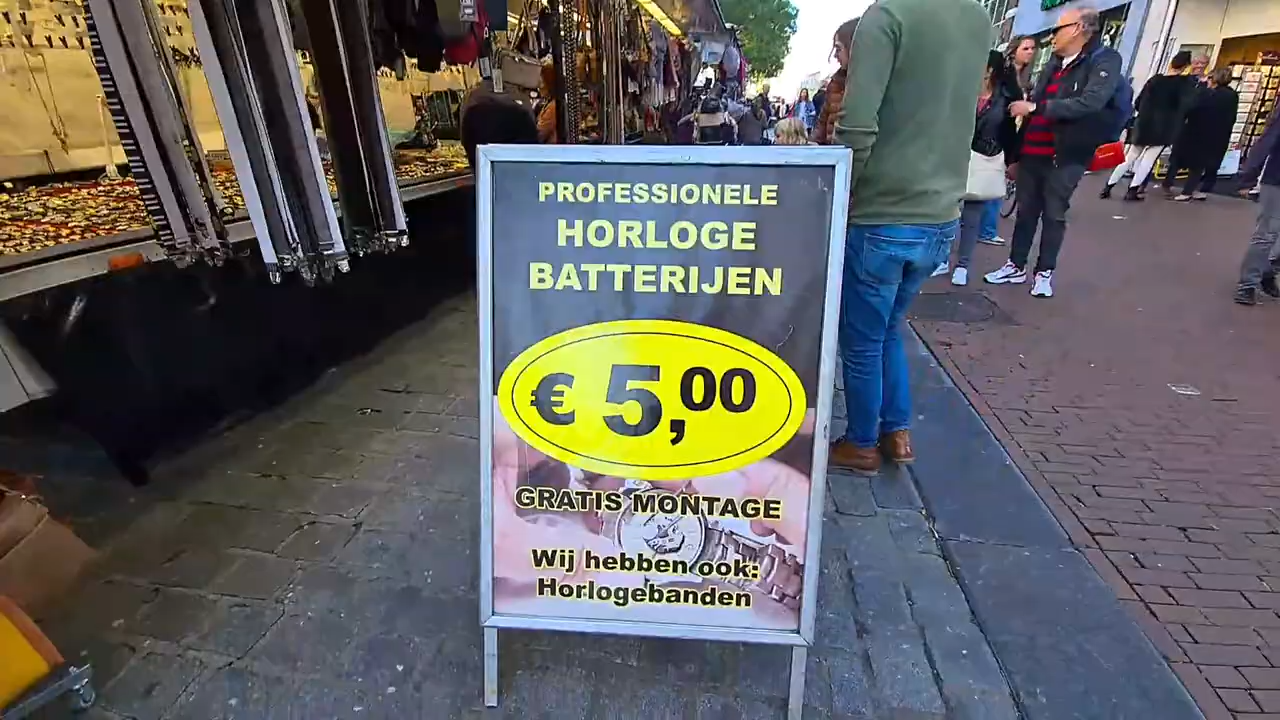 PROFESSIONELE
HORLOGE
BATTERIJEN
€ 5,00
GRATIS MONTAGE
Wij hebben ook:
Horlogebanden